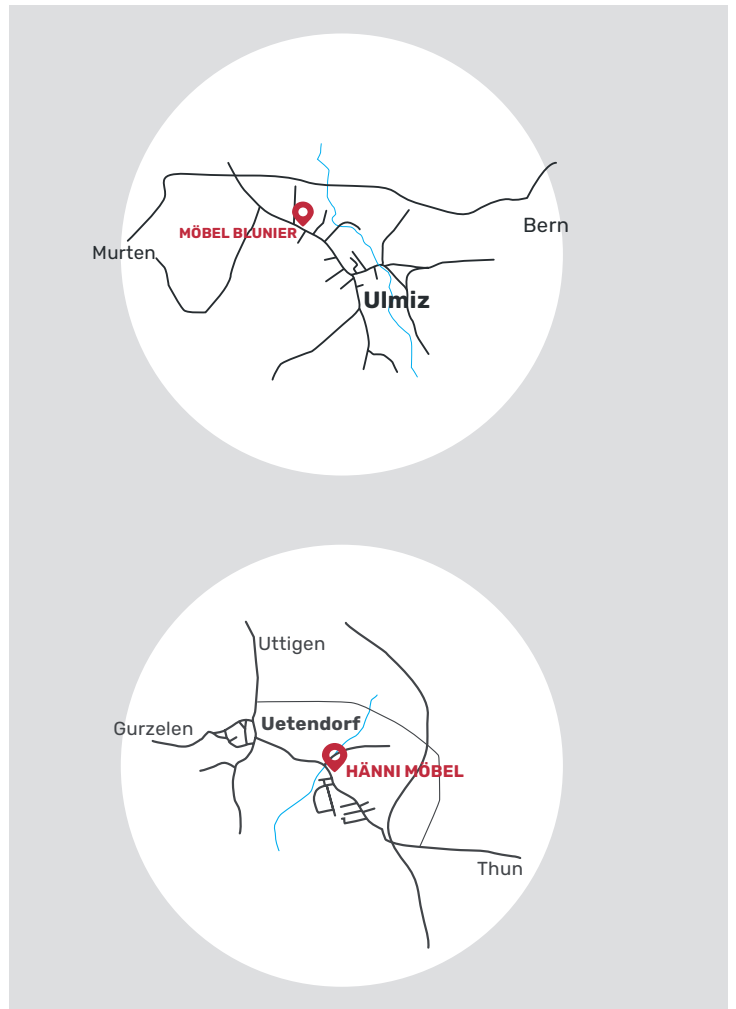 Bern
MÖBEL BLUNIER
Murten
Ulmiz
Uttigen
Uetendorf
Gurzelen
HÄNNI MÖBEL
Thun